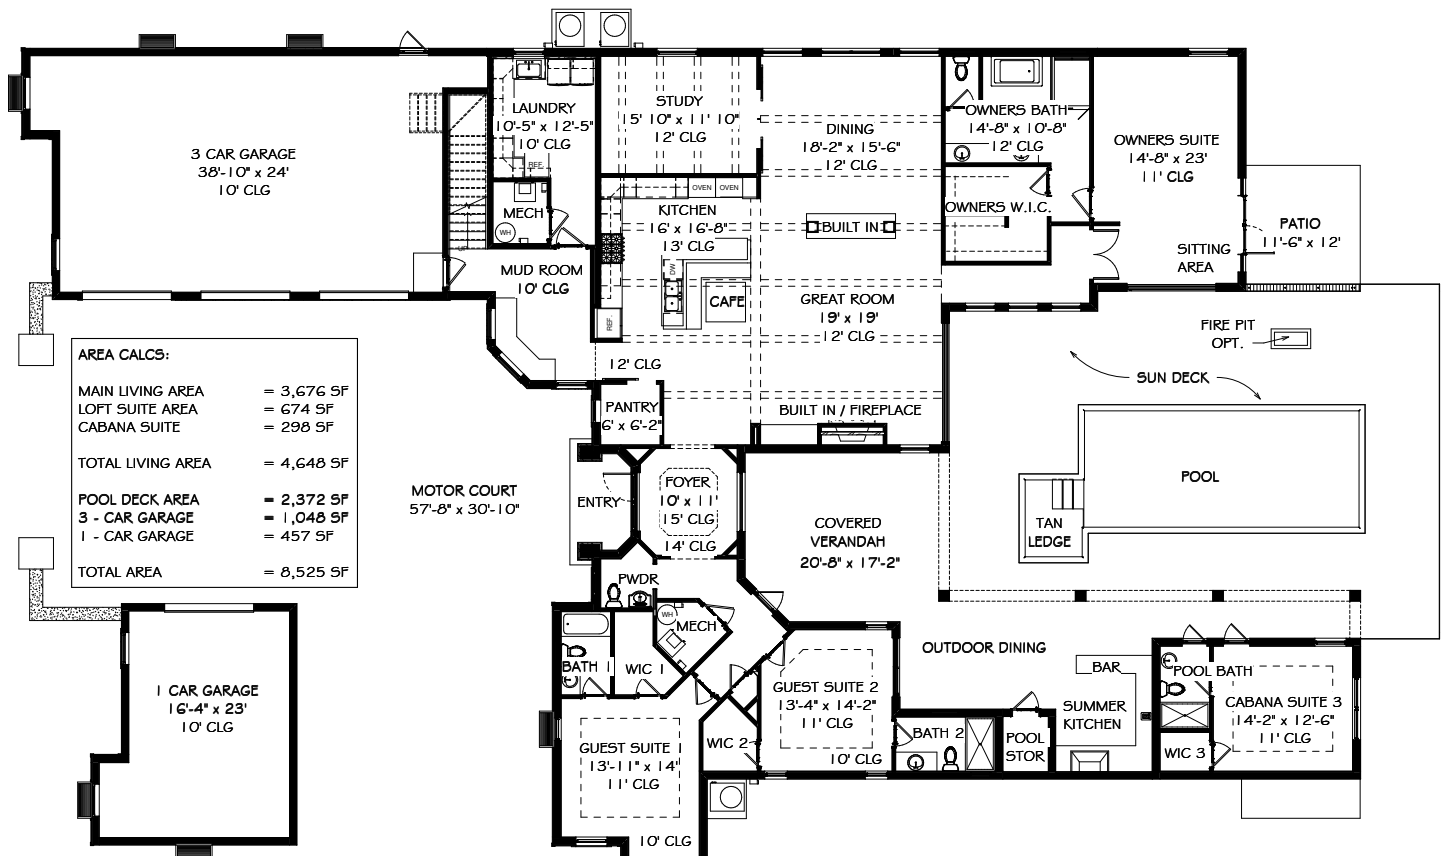 3 CAR GARAGE
38'-10" x 24'
10' CLG
LAUNDRY
10'-5" x 12'-5"
10' CLG
REF.
MECH
WH
UP
MUD ROOM
10' CLG
STUDY
15' 10" x 11' 10"
12' CLG
OVEN
OVEN
KITCHEN
16' x 16'-8"
13' CLG
DW
CAFE
REF.
12' CLG
PANTRY
6' x 6'-2"
DINING
18'-2" x 15'-6"
12' CLG
BUILT IN
GREAT ROOM
19' x 19'
12' CLG
BUILT IN / FIREPLACE
OWNERS BATH
14'-8" x 10'-8"
12' CLG
OWNERS W.I.C.
OWNERS SUITE
14'-8" x 23'
11' CLG
SITTING
AREA
PATIO
11'-6" x 12'
FIRE PIT
OPT.
SUN DECK
POOL
TAN
LEDGE
AREA CALCS:
MAIN LIVING AREA = 3,676 SF
LOFT SUITE AREA = 674 SF
CABANA SUITE = 298 SF
TOTAL LIVING AREA = 4,648 SF
POOL DECK AREA = 2,372 SF
3 - CAR GARAGE = 1,048 SF
1 - CAR GARAGE = 457 SF
TOTAL AREA = 8,525 SF
MOTOR COURT
57'-8" x 30'-10"
ENTRY
FOYER
10' x 11'
15' CLG
14' CLG
COVERED
VERANDAH
20'-8" x 17'-2"
PWDR
WH
MECH
BATH 1
WIC 1
1 CAR GARAGE
16'-4" x 23'
10' CLG
GUEST SUITE 1
13'-11" x 14'
11' CLG
10' CLG
WIC 2
GUEST SUITE 2
13'-4" x 14'-2"
11' CLG
10' CLG
BATH 2
OUTDOOR DINING
POOL
STOR
BAR
SUMMER
KITCHEN
POOL BATH
WIC 3
CABANA SUITE 3
14'-2" x 12'-6"
11' CLG